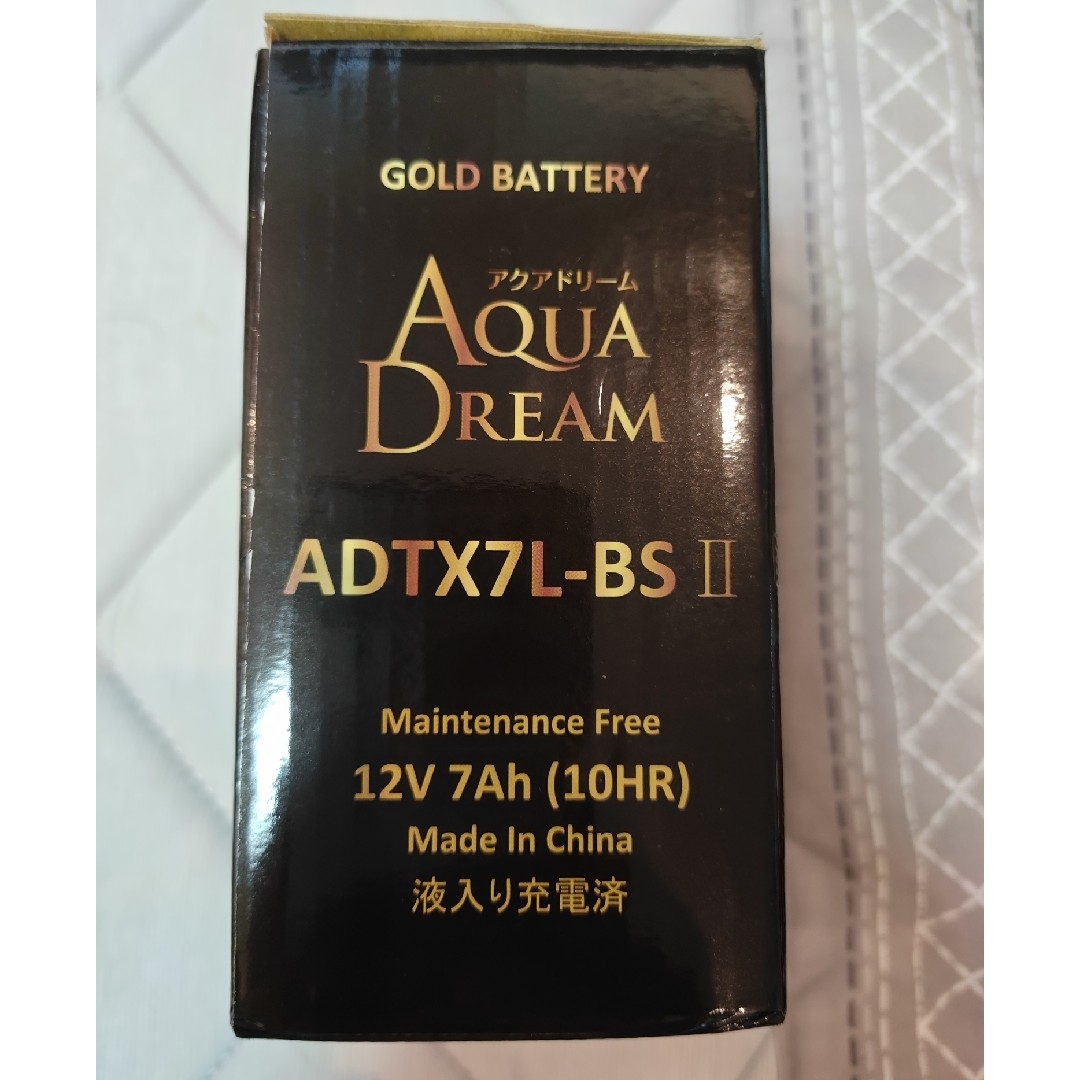 GOLD BATTERY
アクアドリーム
AQUA
DREAM
ADTX7L-BS Ⅱ
Maintenance Free
12V 7Ah (10HR)
Made In China
液入り充電済